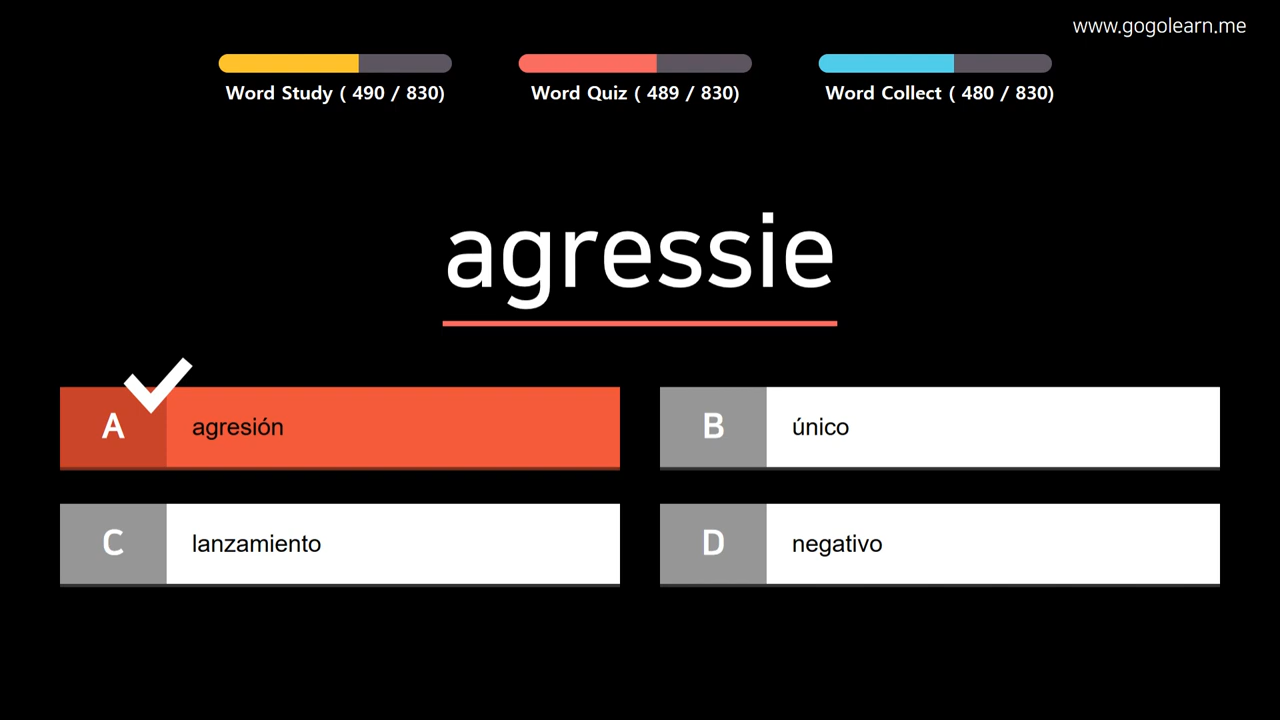 www.gogolearn.me
Word Study ( 490 / 830)
Word Quiz ( 489 / 830)
Word Collect ( 480 / 830)
agressie
A agresión
B único
C lanzamiento
D negativo